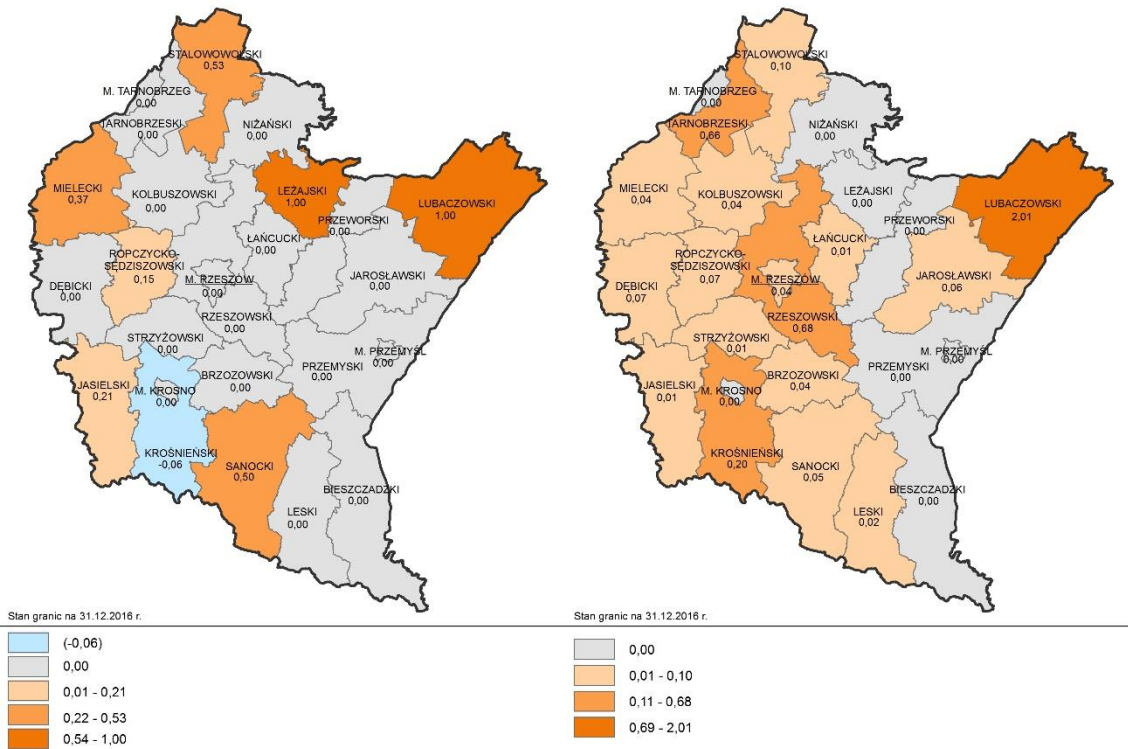 STALOWOWOLSKI
0,53
M. TARNOBRZEG
0,00
TARNOBRZESKI
0,00
NIŻAŃSKI
0,00
MIELECKI
0,37
KOLBUSZOWSKI
0,00
LEŻAJSKI
1,00
LUBACZOWSKI
1,00
PRZEWORSKI
0,00
ŁAŃCUCKI
0,00
ROPCZYCKO-
SĘDZISZOWSKI
0,15
DĘBICKI
0,00
M. RZESZÓW
0,00
JAROSŁAWSKI
0,00
RZESZOWSKI
0,00
STRZYŻOWSKI
0,00
M. PRZEMYŚL
0,00
PRZEMYSKI
0,00
BRZOZOWSKI
0,00
JASIELSKI
0,21
M. KROSNO
0,00
KROŚNIEŃSKI
-0,06
SANOCKI
0,50
BIESZCZADZKI
0,00
LESKI
0,00
Stan granic na 31.12.2016 r.
(-0,06)
0,00
0,01 - 0,21
0,22 - 0,53
0,54 - 1,00
STALOWOWOLSKI
0,10
M. TARNOBRZEG
0,00
TARNOBRZESKI
0,66
NIŻAŃSKI
0,00
MIELECKI
0,04
KOLBUSZOWSKI
0,04
LEŻAJSKI
0,00
LUBACZOWSKI
2,01
PRZEWORSKI
0,00
ŁAŃCUCKI
0,01
ROPCZYCKO-
SĘDZISZOWSKI
0,07
DĘBICKI
0,07
M. RZESZÓW
0,04
JAROSŁAWSKI
0,06
RZESZOWSKI
0,68
STRZYŻOWSKI
0,01
M. PRZEMYŚL
0,00
PRZEMYSKI
0,00
BRZOZOWSKI
0,04
JASIELSKI
0,01
M. KROSNO
0,00
KROŚNIEŃSKI
0,20
SANOCKI
0,05
BIESZCZADZKI
0,00
LESKI
0,02
Stan granic na 31.12.2016 r.
0,00
0,01 - 0,10
0,11 - 0,68
0,69 - 2,01